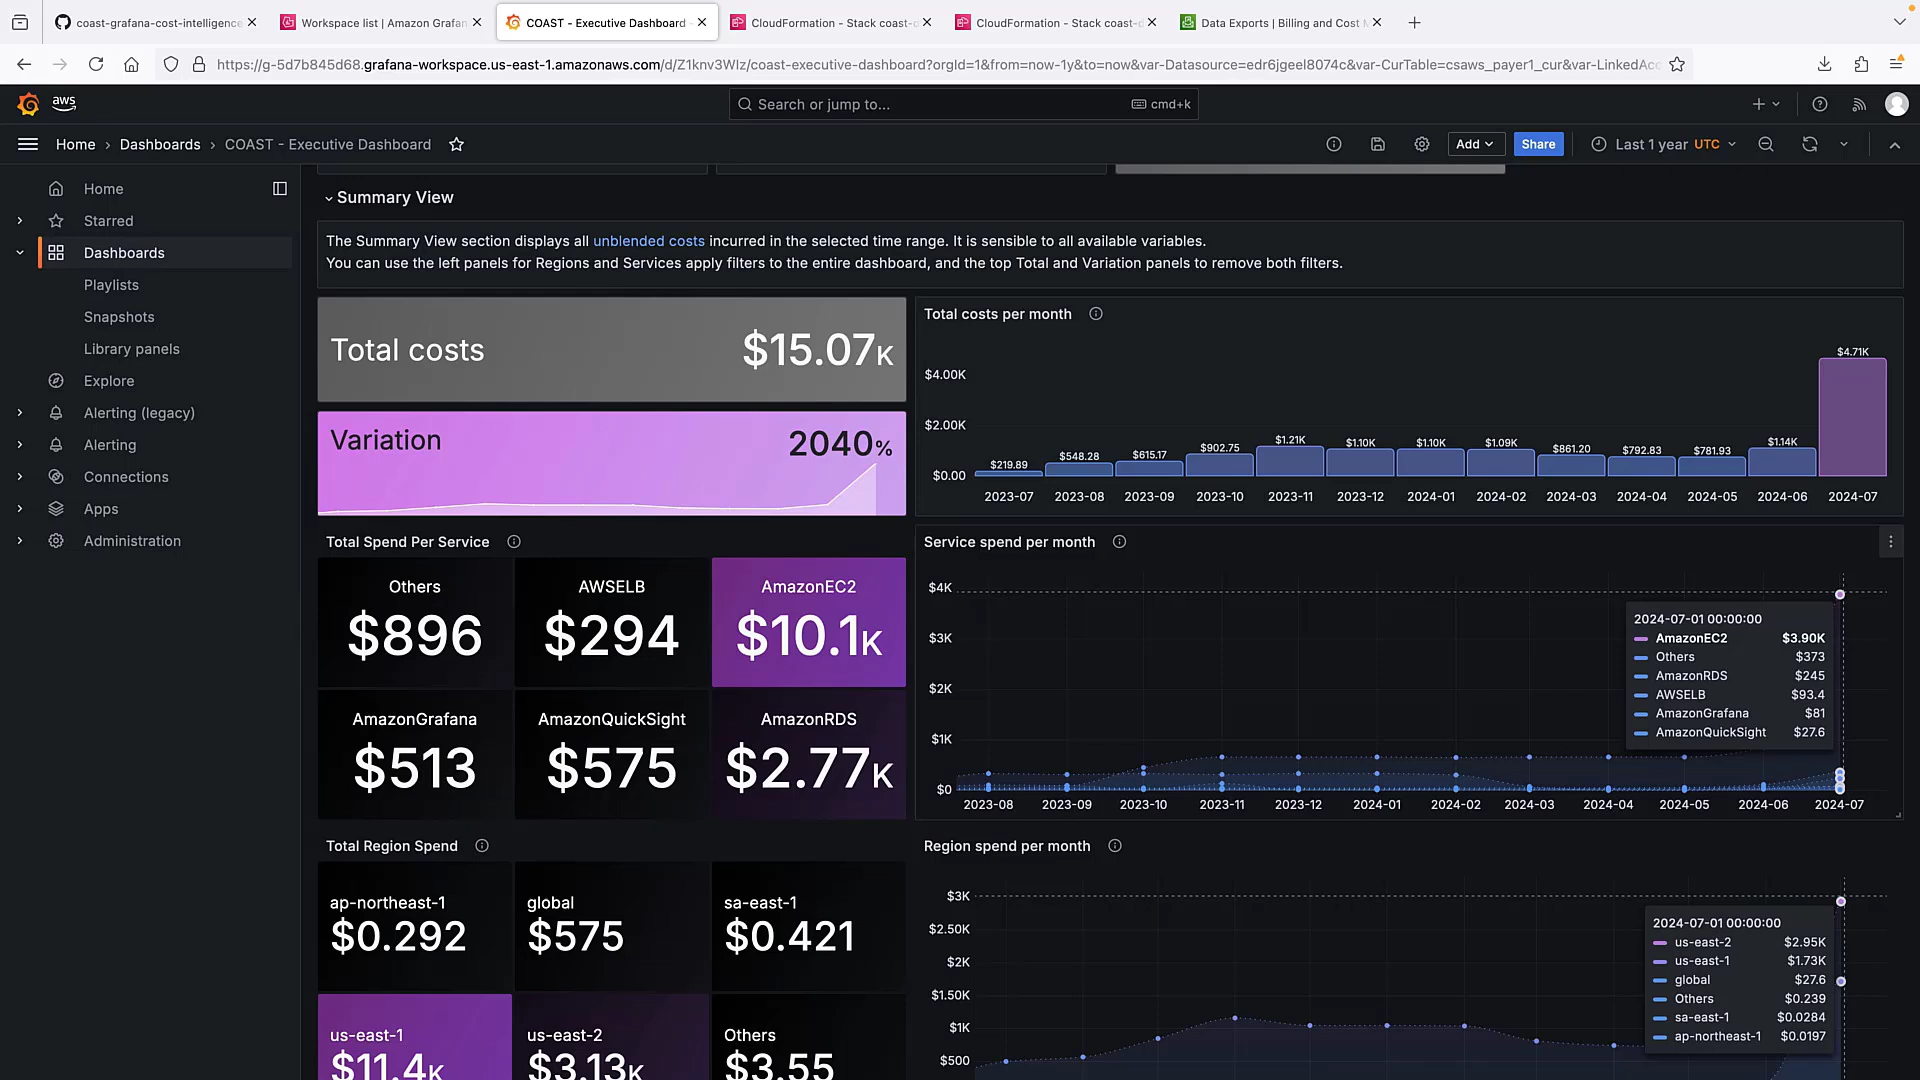 coast-grafana-cost-intelligence
Workspace list | Amazon Grafan
COAST - Executive Dashboard
CloudFormation - Stack coast-d
CloudFormation - Stack coast-d
Data Exports | Billing and Cost M
https://g-5d7b845d68.grafana-workspace.us-east-1.amazonaws.com/d/Z1knv3WIz/coast-executive-dashboard?orgId=1&from=now-1y&to=now&var-Datasource=edr6jgeel8074c&var-CurTable=csaws_payer1_cur&var-LinkedAcc
aws
Search or jump to...
cmd+k
Home › Dashboards › COAST - Executive Dashboard
Add
Share
Last 1 year UTC
Home
Starred
Dashboards
Playlists
Snapshots
Library panels
Explore
Alerting (legacy)
Alerting
Connections
Apps
Administration
Summary View
The Summary View section displays all unblended costs incurred in the selected time range. It is sensible to all available variables.
You can use the left panels for Regions and Services apply filters to the entire dashboard, and the top Total and Variation panels to remove both filters.
Total costs
$15.07K
Variation
2040%
Total costs per month
$4.00K
$2.00K
$0.00
$219.89
$548.28
$615.17
$902.75
$1.21K
$1.10K
$1.10K
$1.09K
$861.20
$792.83
$781.93
$1.14K
$4.71K
2023-07
2023-08
2023-09
2023-10
2023-11
2023-12
2024-01
2024-02
2024-03
2024-04
2024-05
2024-06
2024-07
Total Spend Per Service
Others
$896
AWSELB
$294
AmazonEC2
$10.1K
AmazonGrafana
$513
AmazonQuickSight
$575
AmazonRDS
$2.77K
Service spend per month
$4K
$3K
$2K
$1K
$0
2023-08
2023-09
2023-10
2023-11
2023-12
2024-01
2024-02
2024-03
2024-04
2024-05
2024-06
2024-07
2024-07-01 00:00:00
AmazonEC2 $3.90K
Others $373
AmazonRDS $245
AWSELB $93.4
AmazonGrafana $81
AmazonQuickSight $27.6
Total Region Spend
ap-northeast-1
$0.292
global
$575
sa-east-1
$0.421
us-east-1
$11.4K
us-east-2
$3.13K
Others
$3.55
Region spend per month
$3K
$2.50K
$2K
$1.50K
$1K
$500
2024-07-01 00:00:00
us-east-2 $2.95K
us-east-1 $1.73K
global $27.6
Others $0.239
sa-east-1 $0.0284
ap-northeast-1 $0.0197